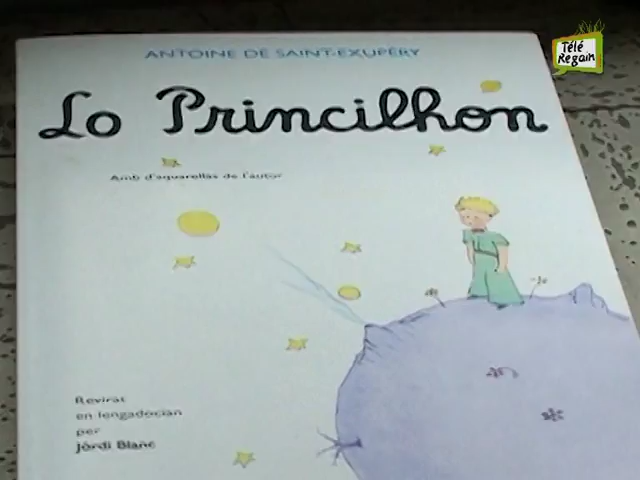 Télé
Regain
ANTOINE DE SAINT-EXUPÉRY
Lo Princilhon
Amb d'aquarellas de l'autor
Revirat
en lengadocian
per
Jòrdi Blanc